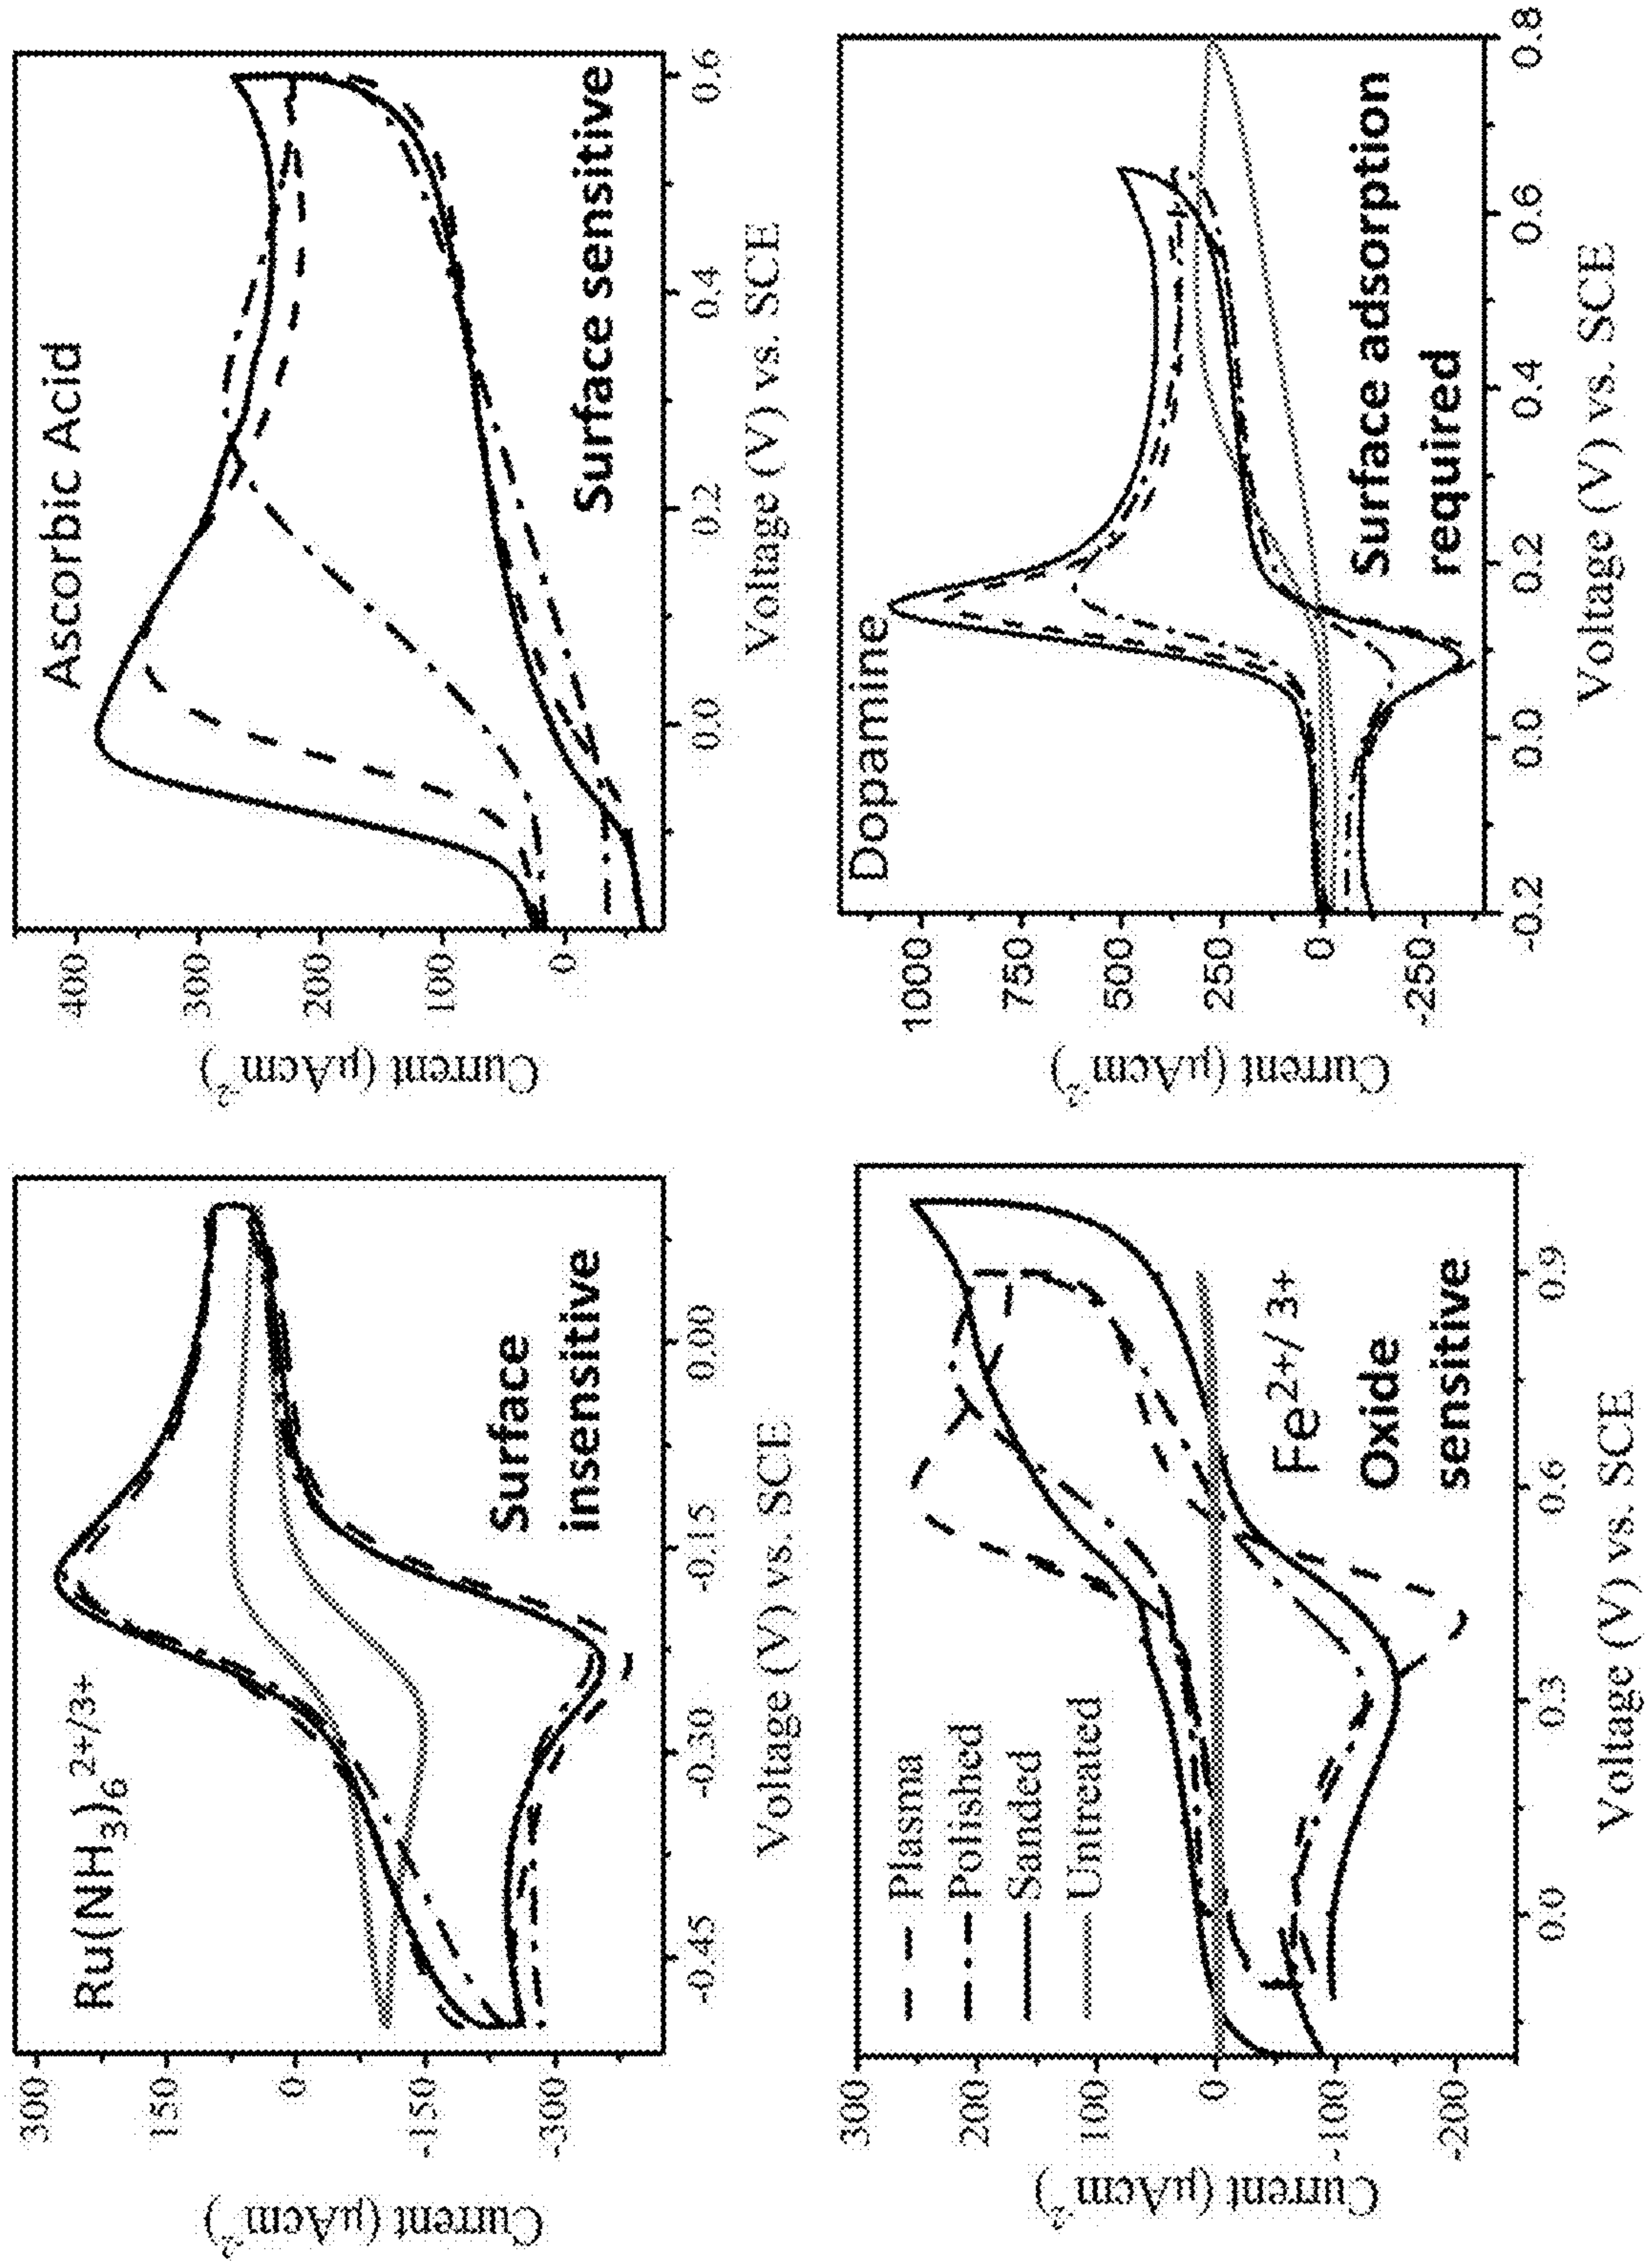 Ru(NH3)6 2+/3+
Surface
insensitive
300
150
0
-150
-300
Current (μAcm-2)
-0.45
-0.30
-0.15
0.00
Voltage (V) vs. SCE
Ascorbic Acid
Surface sensitive
400
300
200
100
0
Current (μAcm-2)
0.0
0.2
0.4
0.6
Voltage (V) vs. SCE
Plasma
Polished
Sanded
Untreated
Fe2+/3+
Oxide
sensitive
300
200
100
0
-100
-200
Current (μAcm-2)
0.0
0.3
0.6
0.9
Voltage (V) vs. SCE
Dopamine
Surface adsorption
required
1000
750
500
250
0
-250
Current (μAcm-2)
-0.2
0.0
0.2
0.4
0.6
0.8
Voltage (V) vs. SCE